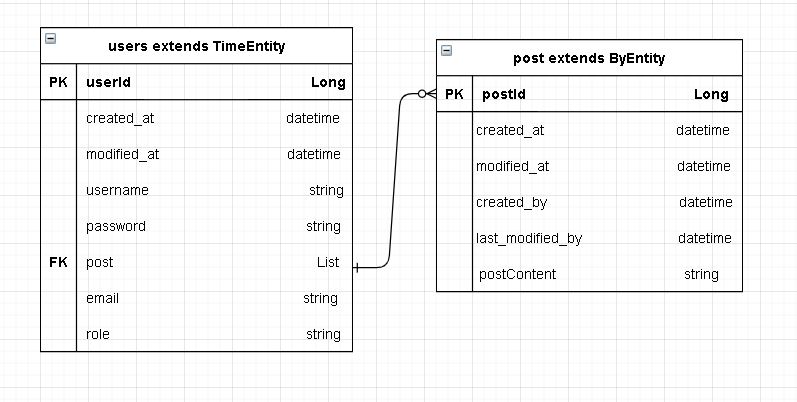 users extends TimeEntity
PK userId Long
created_at datetime
modified_at datetime
username string
password string
FK post List
email string
role string
post extends ByEntity
PK postId Long
created_at datetime
modified_at datetime
created_by datetime
last_modified_by datetime
postContent string